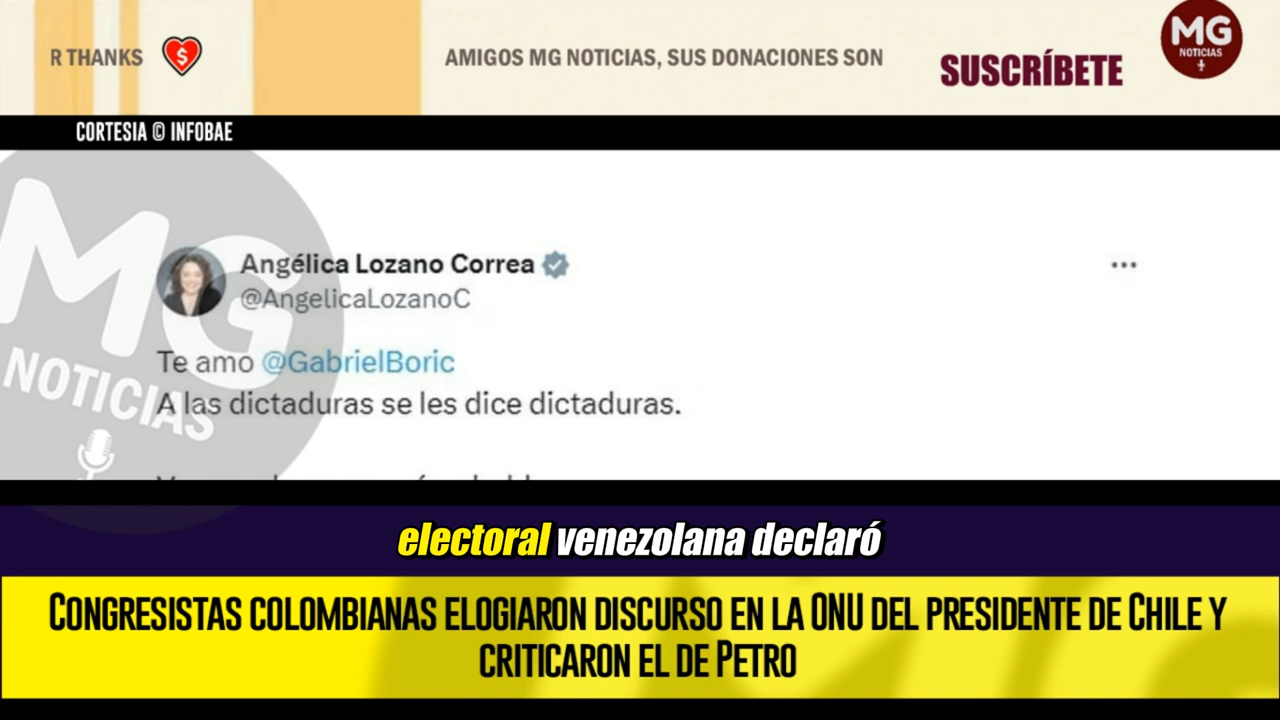 R THANKS
AMIGOS MG NOTICIAS, SUS DONACIONES SON
SUSCRÍBETE
MG
NOTICIAS
CORTESIA © INFOBAE
MG
NOTICIAS
Angélica Lozano Correa
@AngelicaLozanoC
Te amo @GabrielBoric
A las dictaduras se les dice dictaduras.
electoral venezolana declaró
CONGRESISTAS COLOMBIANAS ELOGIARON DISCURSO EN LA ONU DEL PRESIDENTE DE CHILE Y
CRITICARON EL DE PETRO